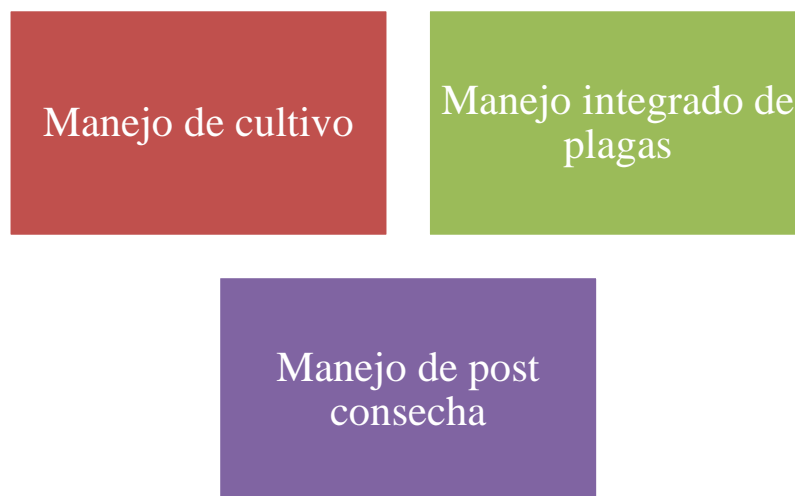 Manejo de cultivo
Manejo integrado de
plagas
Manejo de post
consecha